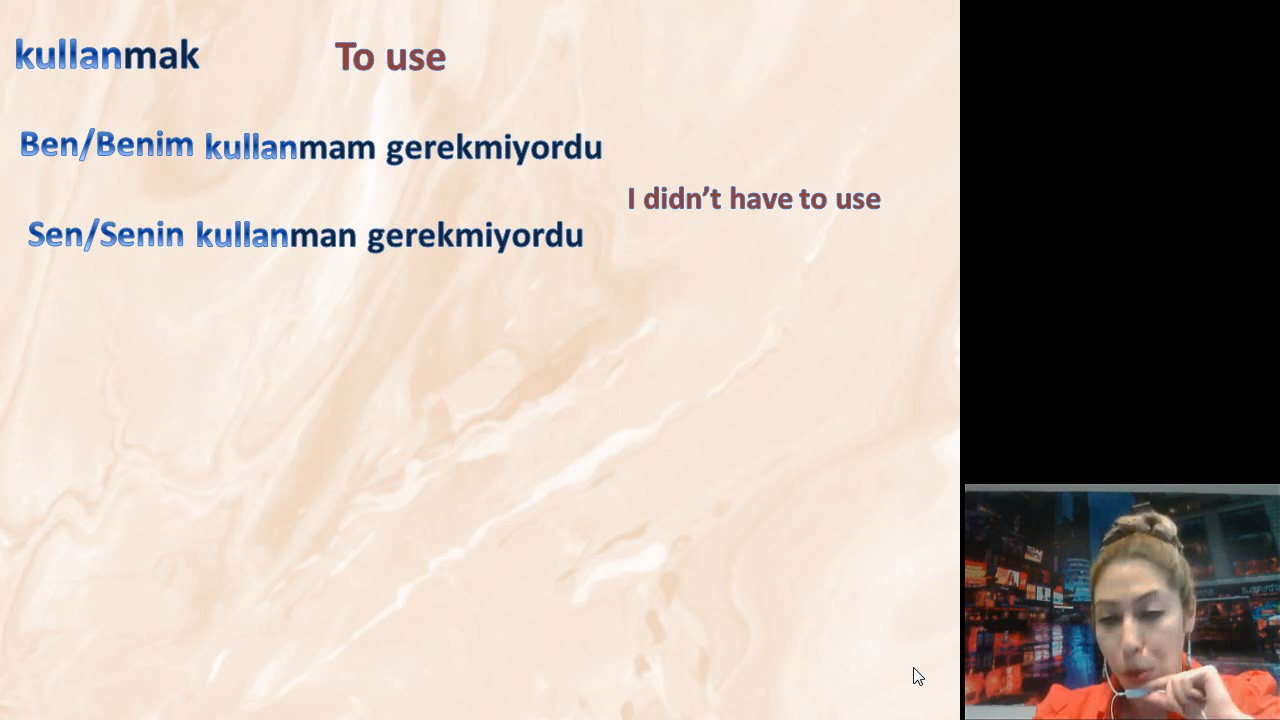 kullanmak To use
Ben/Benim kullanmam gerekmiyordu
I didn’t have to use
Sen/Senin kullanman gerekmiyordu